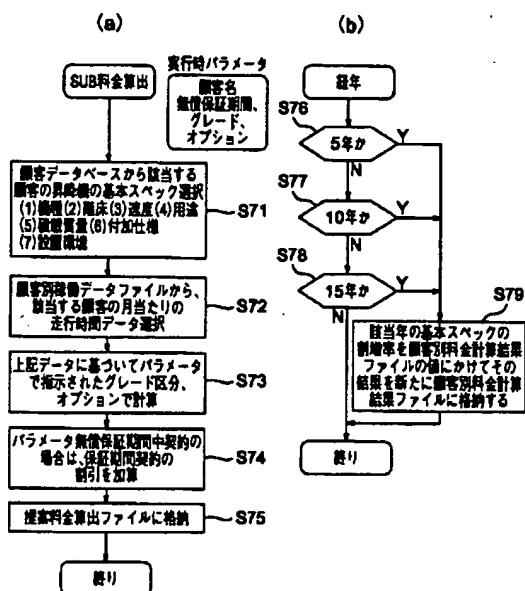 (a)
SUB料金算出
実行時パラメータ
顧客名
無償保証期間、
グレード、
オプション
顧客データベースから該当する
顧客の昇降機の基本スペック選択
(1)機種(2)階床(3)速度(4)用途
(5)積載質量(6)付加仕様
(7)設置環境
S71
顧客別稼働データファイルから、
該当する顧客の月当たりの
走行時間データ選択
S72
上記データに基づいてパラメータ
で指示されたグレード区分、
オプションで計算
S73
パラメータ無償保証期間中契約の
場合は、保証期間契約の
割引を加算
S74
提案料金算出ファイルに格納
S75
終り
(b)
経年
S76
5年か
Y
N
S77
10年か
Y
N
S78
15年か
Y
N
S79
該当年の基本スペックの
割増率を顧客別料金計算結果
ファイルの値にかけてその
結果を新たに顧客別料金計算
結果ファイルに格納する
終り